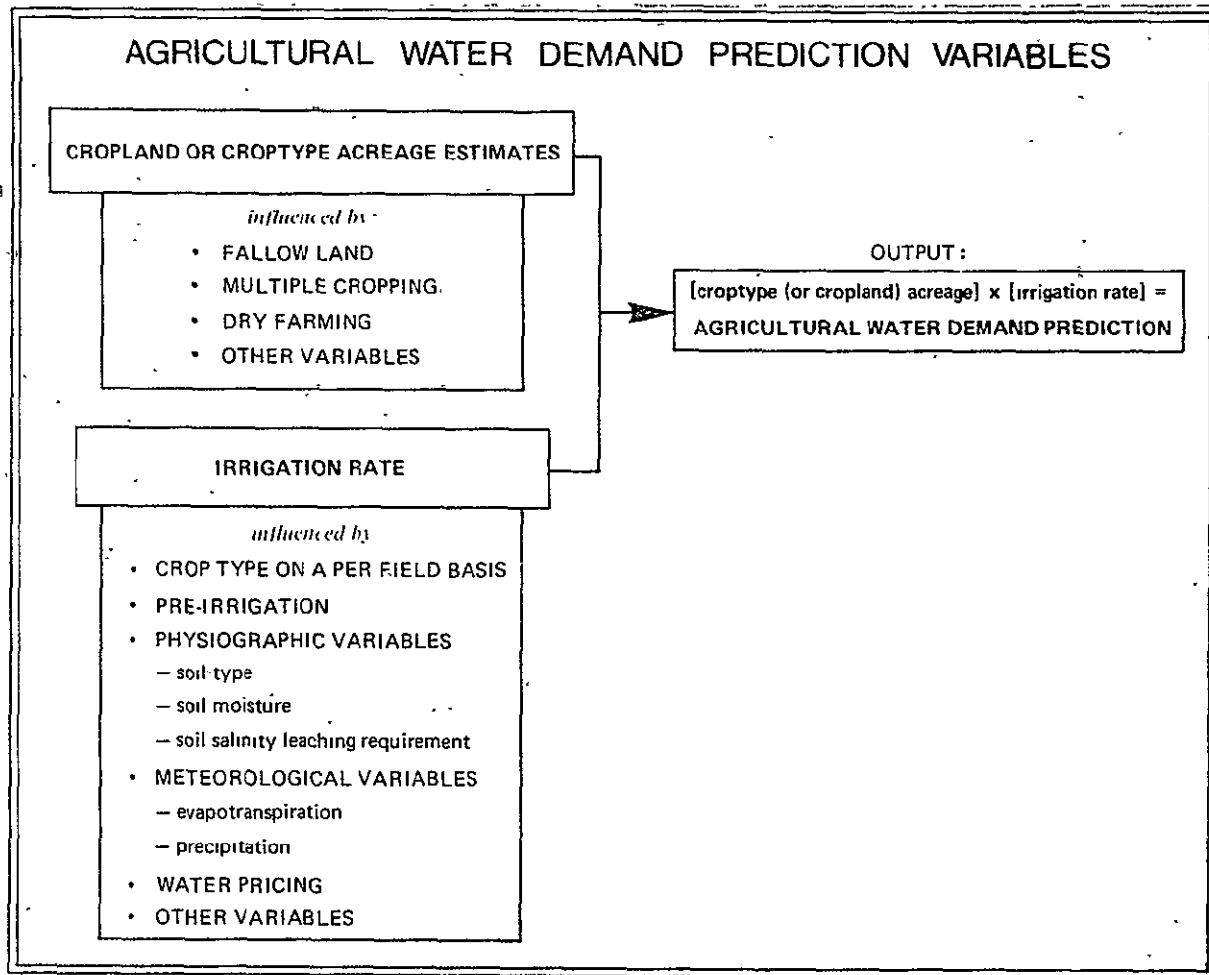 AGRICULTURAL WATER DEMAND PREDICTION VARIABLES
CROPLAND OR CROPTYPE ACREAGE ESTIMATES
influenced by
• FALLOW LAND
• MULTIPLE CROPPING
• DRY FARMING
• OTHER VARIABLES
IRRIGATION RATE
influenced by
• CROP TYPE ON A PER FIELD BASIS
• PRE-IRRIGATION
• PHYSIOGRAPHIC VARIABLES
– soil type
– soil moisture
– soil salinity leaching requirement
• METEOROLOGICAL VARIABLES
– evapotranspiration
– precipitation
• WATER PRICING
• OTHER VARIABLES
OUTPUT:
[croptype (or cropland) acreage] x [irrigation rate] =
AGRICULTURAL WATER DEMAND PREDICTION